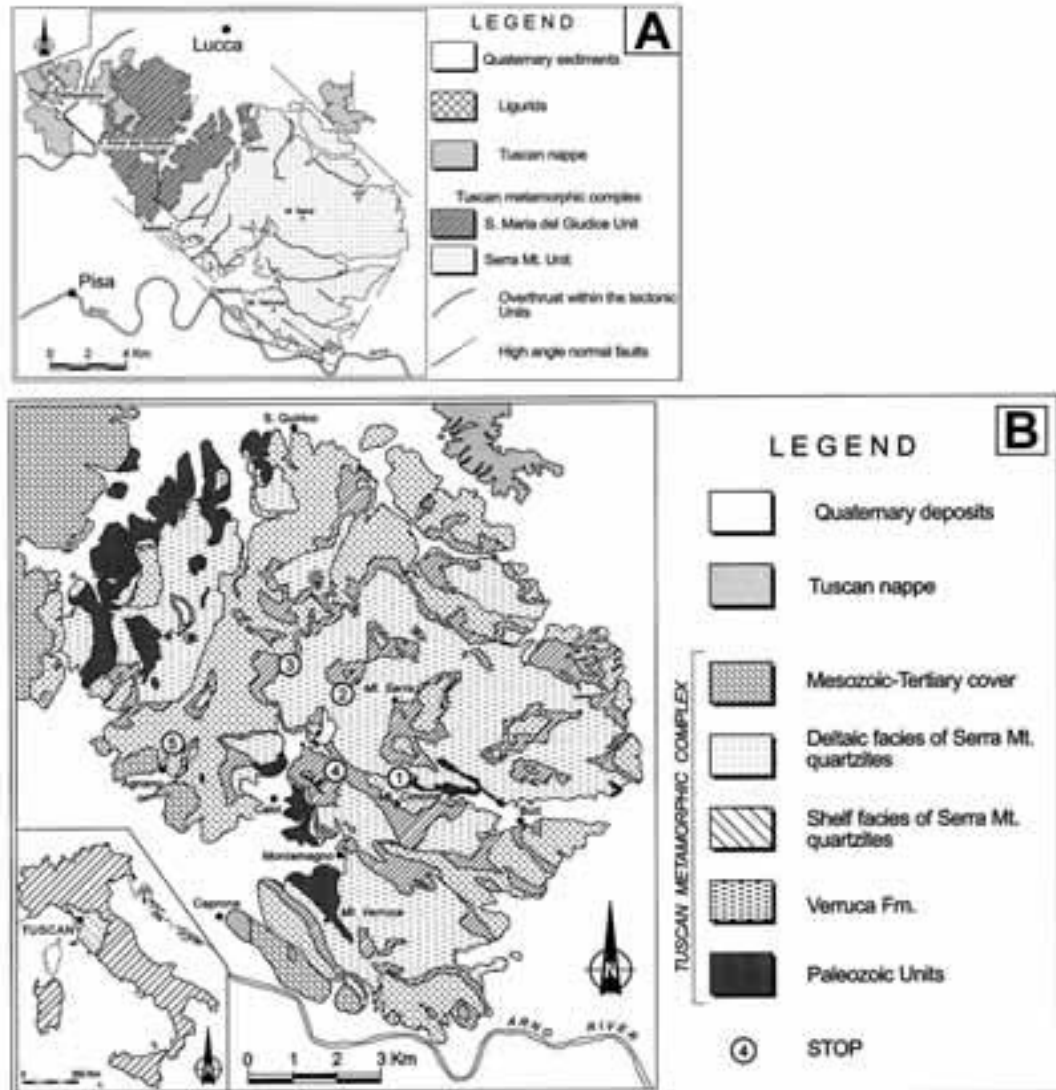 Lucca
Pisa
0 2 4 Km
LEGEND
A
Quaternary sediments
Ligurids
Tuscan nappe
Tuscan metamorphic complex
S. Maria del Giudice Unit
Serra Mt. Unit
Overthrust within the tectonic
Units
High angle normal faults
S. Quirico
3
2
Mt. Serra
5
4
1
Buti
Montemagno
Caprona
Mt. Verruca
TUSCANY
N
N
ARNO RIVER
0 1 2 3 Km
B
LEGEND
Quaternary deposits
Tuscan nappe
TUSCAN METAMORPHIC COMPLEX
Mesozoic-Tertiary cover
Deltaic facies of Serra Mt.
quartzites
Shelf facies of Serra Mt.
quartzites
Verruca Fm.
Paleozoic Units
4 STOP